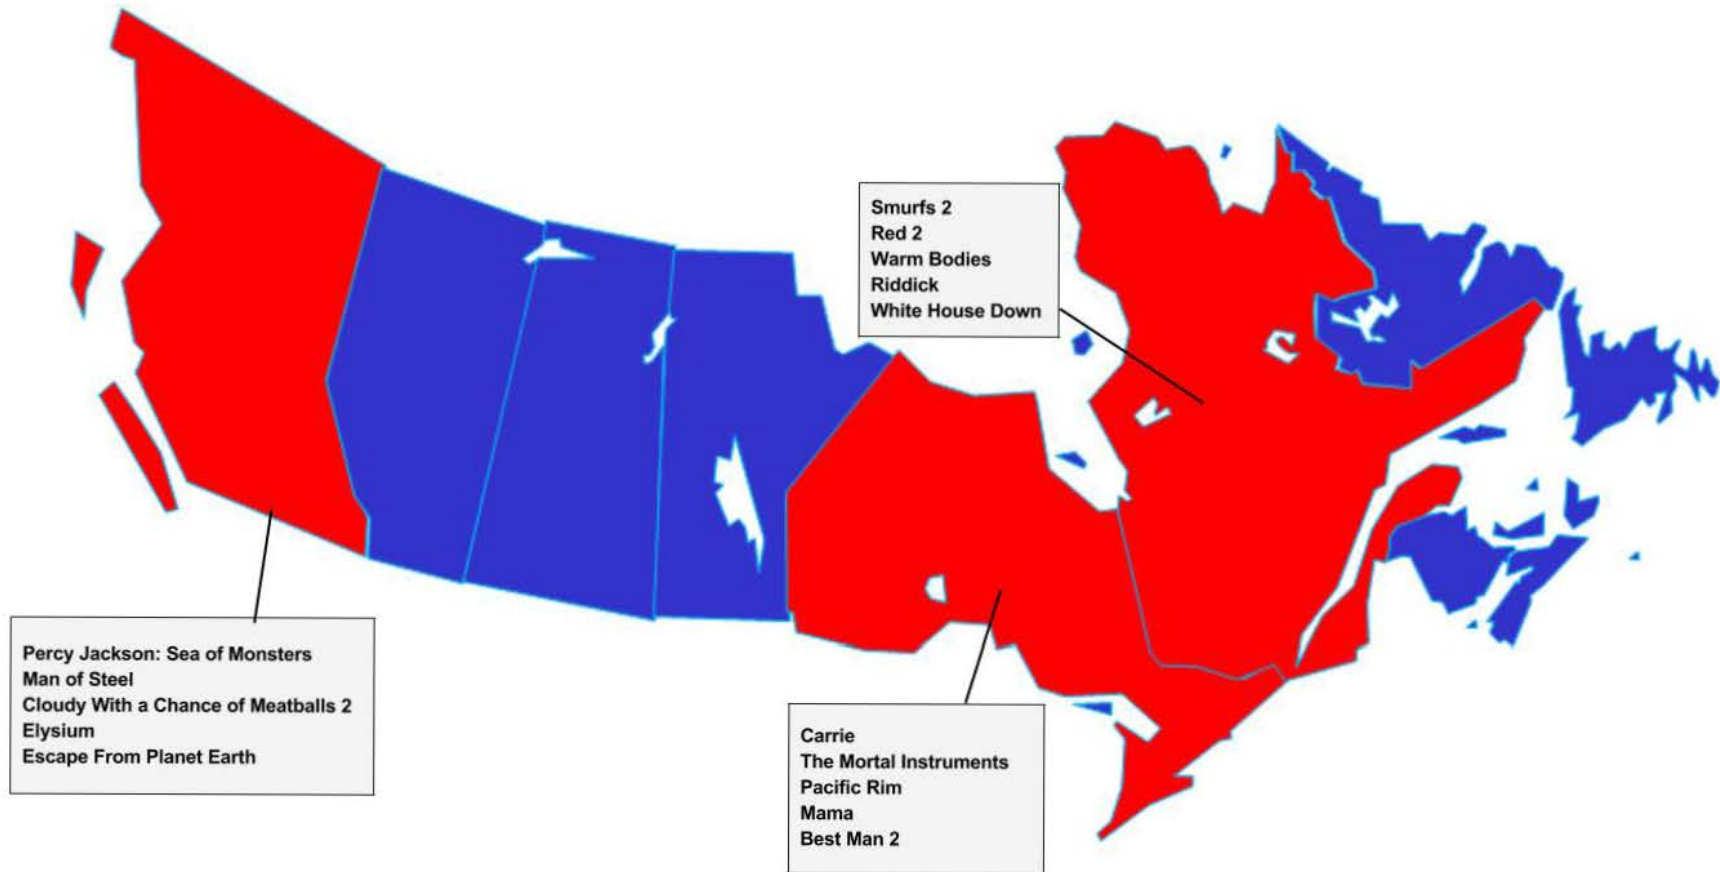 Smurfs 2
Red 2
Warm Bodies
Riddick
White House Down
Percy Jackson: Sea of Monsters
Man of Steel
Cloudy With a Chance of Meatballs 2
Elysium
Escape From Planet Earth
Carrie
The Mortal Instruments
Pacific Rim
Mama
Best Man 2